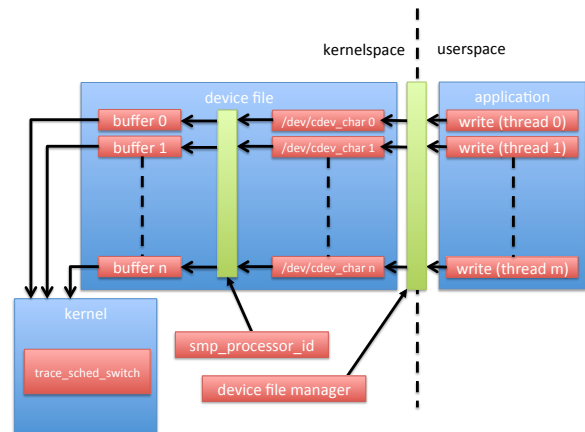 kernelspace userspace
device file application
buffer 0 /dev/cdev_char 0 write (thread 0)
buffer 1 /dev/cdev_char 1 write (thread 1)
buffer n /dev/cdev_char n write (thread m)
kernel
smp_processor_id
trace_sched_switch
device file manager